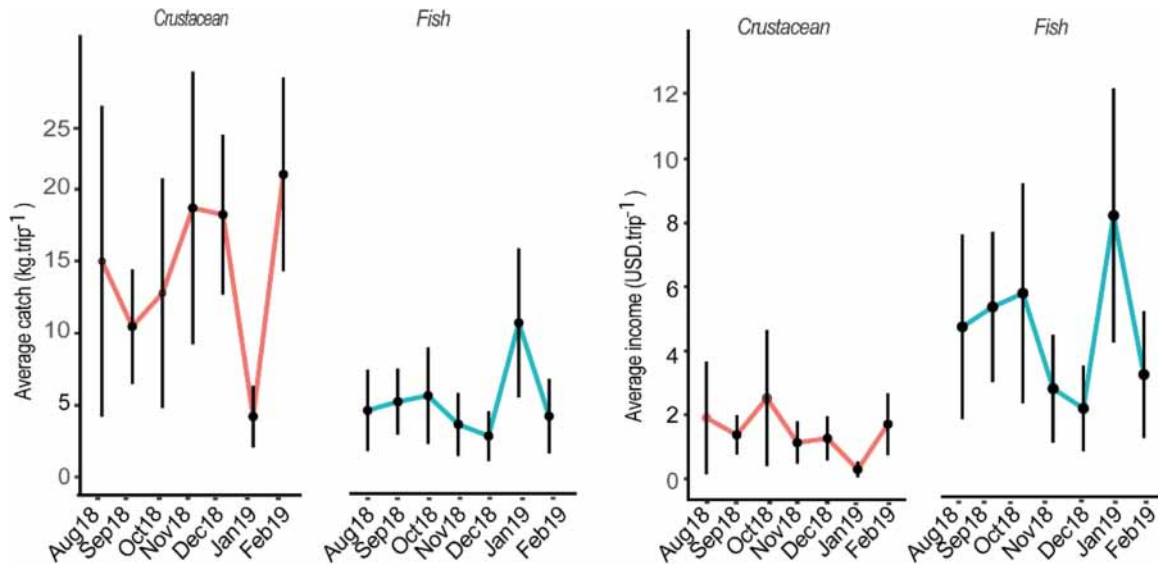 Crustacean
Fish
Average catch (kg.trip⁻¹)
25
20
15
10
5
0
Aug18
Sep18
Oct18
Nov18
Dec18
Jan19
Feb19
Aug18
Sep18
Oct18
Nov18
Dec18
Jan19
Feb19
Crustacean
Fish
Average income (USD.trip⁻¹ )
12
10
8
6
4
2
0
Aug18
Sep18
Oct18
Nov18
Dec18
Jan19
Feb19
Aug18
Sep18
Oct18
Nov18
Dec18
Jan19
Feb19